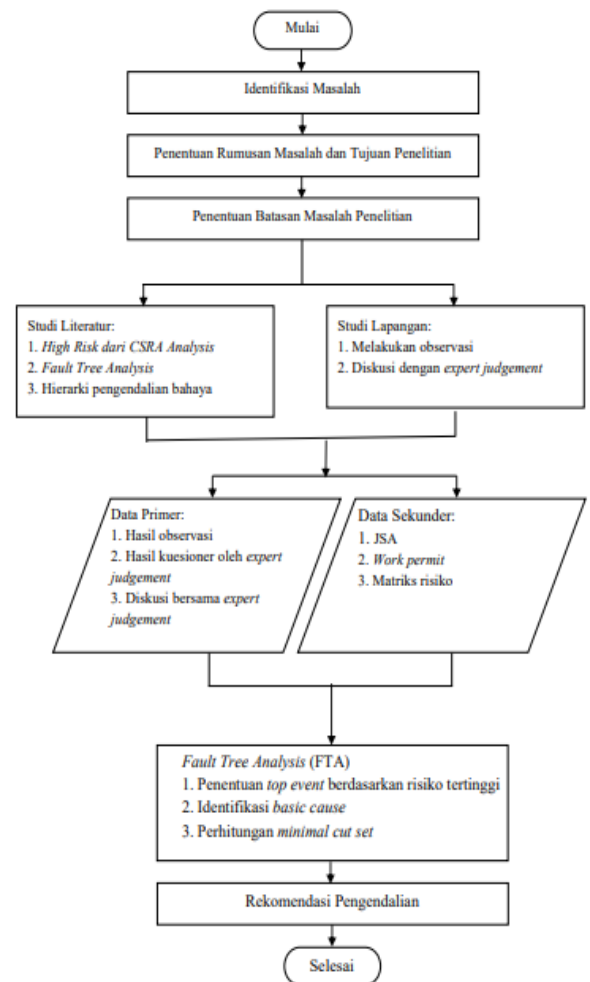 Mulai
Identifikasi Masalah
Penentuan Rumusan Masalah dan Tujuan Penelitian
Penentuan Batasan Masalah Penelitian
Studi Literatur:
1. High Risk dari CSRA Analysis
2. Fault Tree Analysis
3. Hierarki pengendalian bahaya
Studi Lapangan:
1. Melakukan observasi
2. Diskusi dengan expert judgement
Data Primer:
1. Hasil observasi
2. Hasil kuesioner oleh expert
judgement
3. Diskusi bersama expert
judgement
Data Sekunder:
1. JSA
2. Work permit
3. Matriks risiko
Fault Tree Analysis (FTA)
1. Penentuan top event berdasarkan risiko tertinggi
2. Identifikasi basic cause
3. Perhitungan minimal cut set
Rekomendasi Pengendalian
Selesai